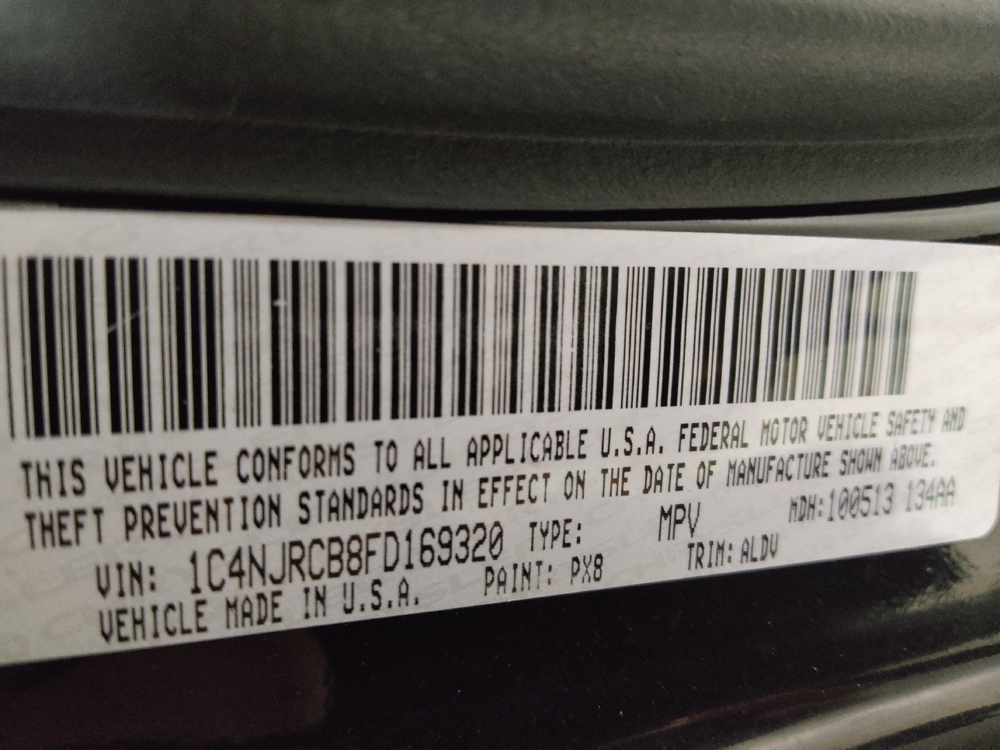 THIS VEHICLE CONFORMS TO ALL APPLICABLE U.S.A. FEDERAL MOTOR VEHICLE SAFETY AND
THEFT PREVENTION STANDARDS IN EFFECT ON THE DATE OF MANUFACTURE SHOWN ABOVE.
VIN: 1C4NJRCB8FD169320 TYPE: MPV MDH:100513 134AA
VEHICLE MADE IN U.S.A. PAINT: PX8 TRIM: ALDV